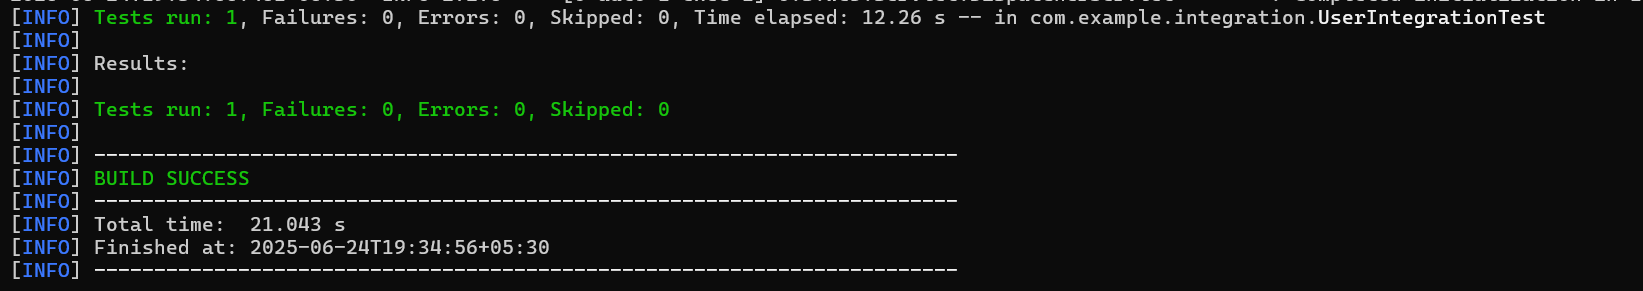 [INFO] Tests run: 1, Failures: 0, Errors: 0, Skipped: 0, Time elapsed: 12.26 s -- in com.example.integration.UserIntegrationTest
[INFO]
[INFO] Results:
[INFO]
[INFO] Tests run: 1, Failures: 0, Errors: 0, Skipped: 0
[INFO]
[INFO] ------------------------------------------------------------------------
[INFO] BUILD SUCCESS
[INFO] ------------------------------------------------------------------------
[INFO] Total time:  21.043 s
[INFO] Finished at: 2025-06-24T19:34:56+05:30
[INFO] ------------------------------------------------------------------------